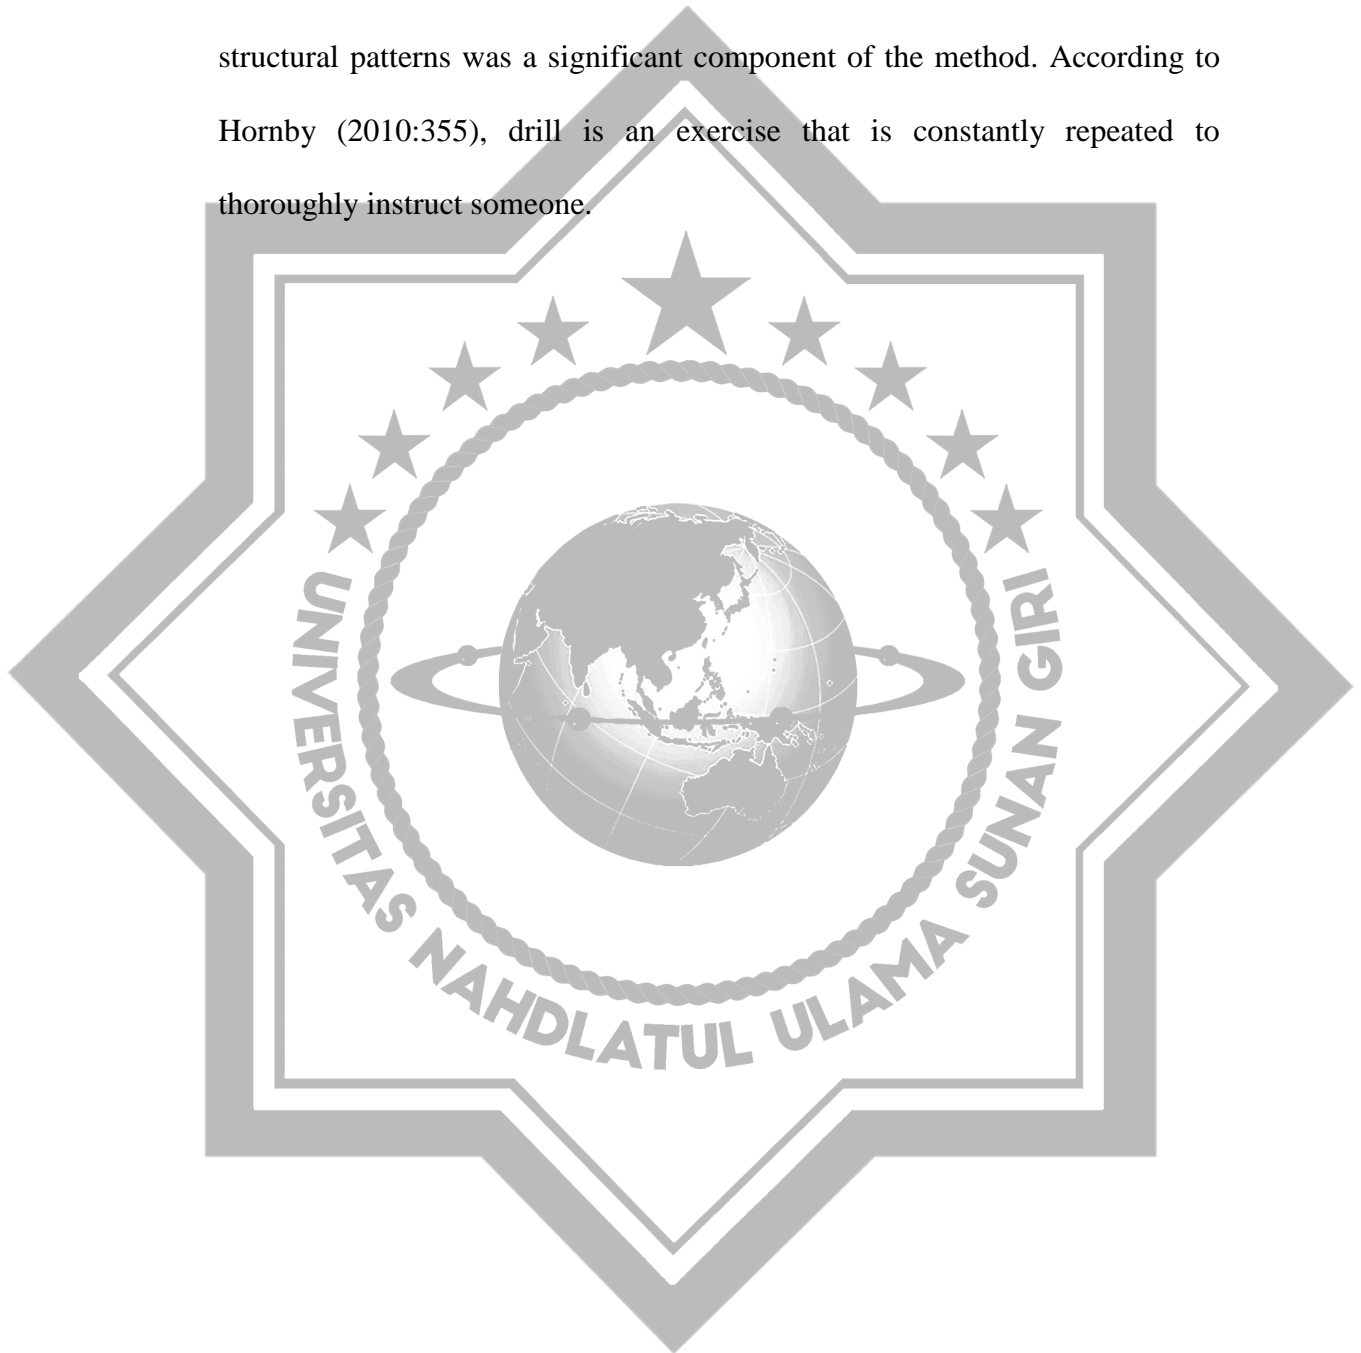 structural patterns was a significant component of the method. According to
Hornby (2010:355), drill is an exercise that is constantly repeated to
thoroughly instruct someone.
UNIVERSITAS NAHDLATUL ULAMA SUNAN GIRI